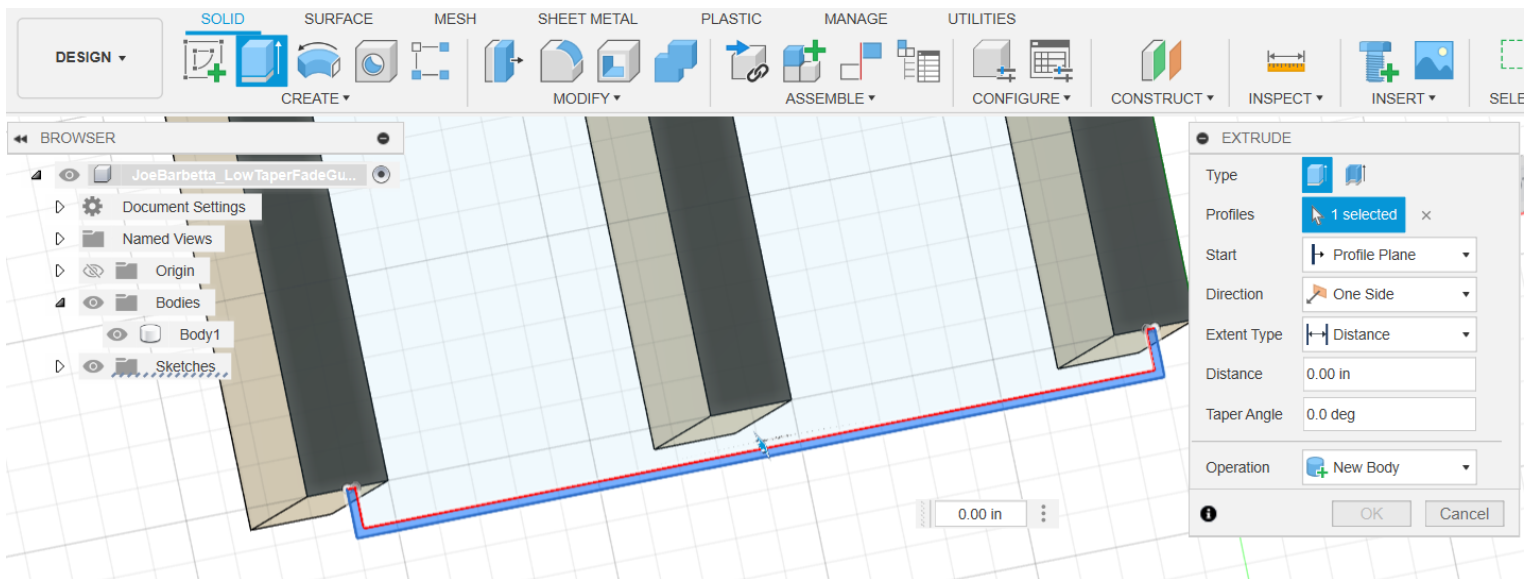 SOLID SURFACE MESH SHEET METAL PLASTIC MANAGE UTILITIES
DESIGN
CREATE MODIFY ASSEMBLE CONFIGURE CONSTRUCT INSPECT INSERT SELE
BROWSER
JoeBarbetta_LowTaperFadeGu...
Document Settings
Named Views
Origin
Bodies
Body1
Sketches
EXTRUDE
Type
Profiles 1 selected
Start Profile Plane
Direction One Side
Extent Type Distance
Distance 0.00 in
Taper Angle 0.0 deg
Operation New Body
OK Cancel
0.00 in